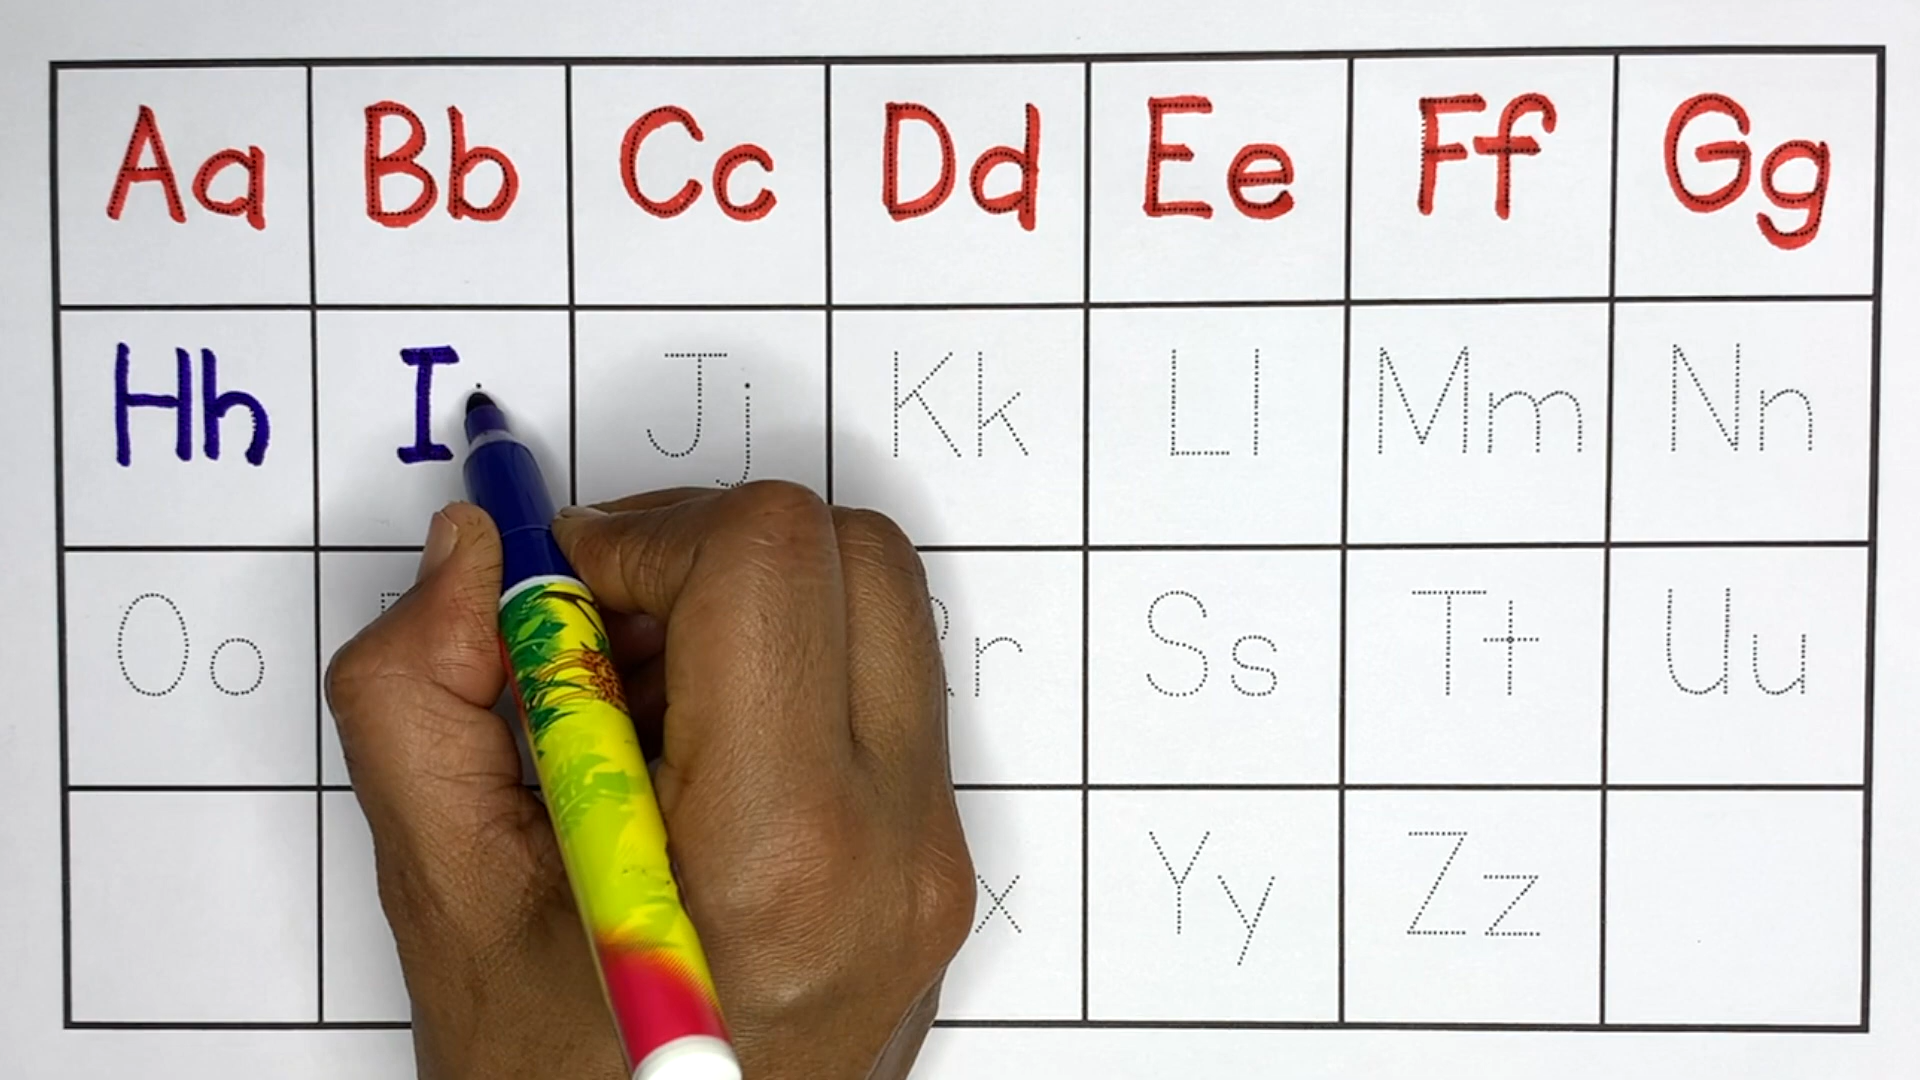 Aa Bb Cc Dd Ee Ff Gg
Hh I Jj Kk Ll Mm Nn
Oo r Ss Tt Uu
x Yy Zz